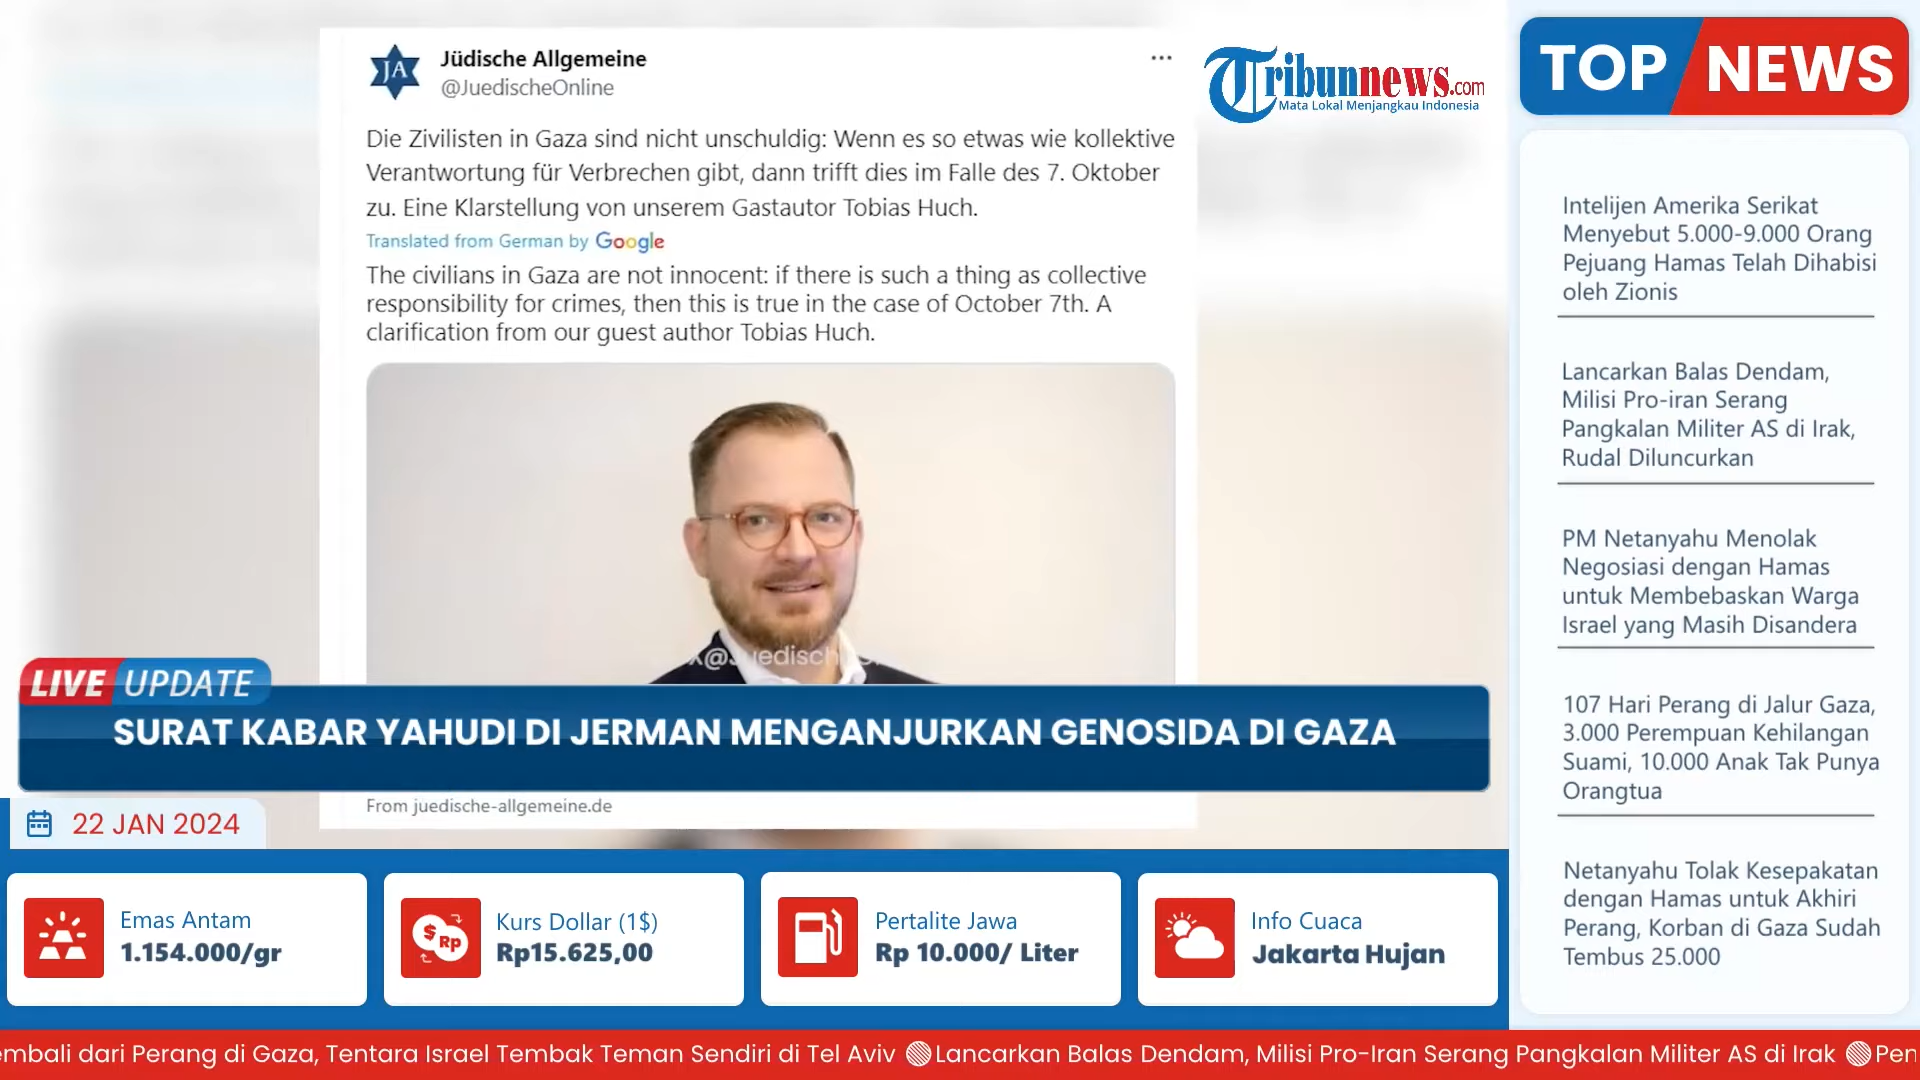 JA
Jüdische Allgemeine
@JuedischeOnline
Die Zivilisten in Gaza sind nicht unschuldig: Wenn es so etwas wie kollektive
Verantwortung für Verbrechen gibt, dann trifft dies im Falle des 7. Oktober
zu. Eine Klarstellung von unserem Gastautor Tobias Huch.
Translated from German by Google
The civilians in Gaza are not innocent: if there is such a thing as collective
responsibility for crimes, then this is true in the case of October 7th. A
clarification from our guest author Tobias Huch.
Tribunnews.com
Mata Lokal Menjangkau Indonesia
LIVE UPDATE
SURAT KABAR YAHUDI DI JERMAN MENGANJURKAN GENOSIDA DI GAZA
From juedische-allgemeine.de
22 JAN 2024
Emas Antam
1.154.000/gr
$ Rp
Kurs Dollar (1$)
Rp15.625,00
Pertalite Jawa
Rp 10.000/ Liter
Info Cuaca
Jakarta Hujan
TOP NEWS
Intelijen Amerika Serikat
Menyebut 5.000-9.000 Orang
Pejuang Hamas Telah Dihabisi
oleh Zionis
Lancarkan Balas Dendam,
Milisi Pro-iran Serang
Pangkalan Militer AS di Irak,
Rudal Diluncurkan
PM Netanyahu Menolak
Negosiasi dengan Hamas
untuk Membebaskan Warga
Israel yang Masih Disandera
107 Hari Perang di Jalur Gaza,
3.000 Perempuan Kehilangan
Suami, 10.000 Anak Tak Punya
Orangtua
Netanyahu Tolak Kesepakatan
dengan Hamas untuk Akhiri
Perang, Korban di Gaza Sudah
Tembus 25.000
embali dari Perang di Gaza, Tentara Israel Tembak Teman Sendiri di Tel Aviv Lancarkan Balas Dendam, Milisi Pro-Iran Serang Pangkalan Militer AS di Irak Pen